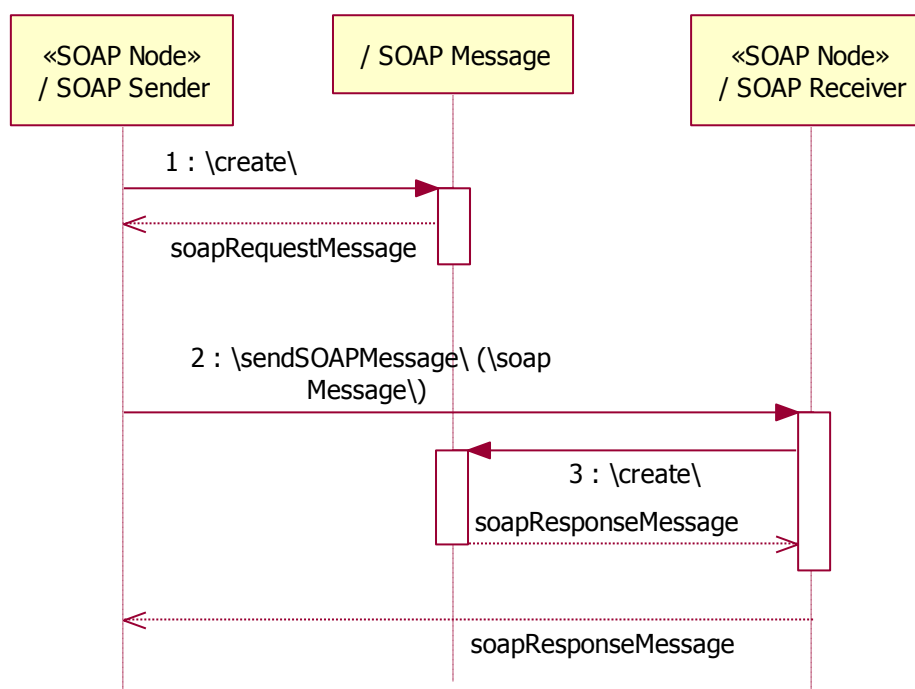 «SOAP Node»
/ SOAP Sender
/ SOAP Message
«SOAP Node»
/ SOAP Receiver
1 : \create\
soapRequestMessage
2 : \sendSOAPMessage\ (\soap
Message\)
3 : \create\
soapResponseMessage
soapResponseMessage